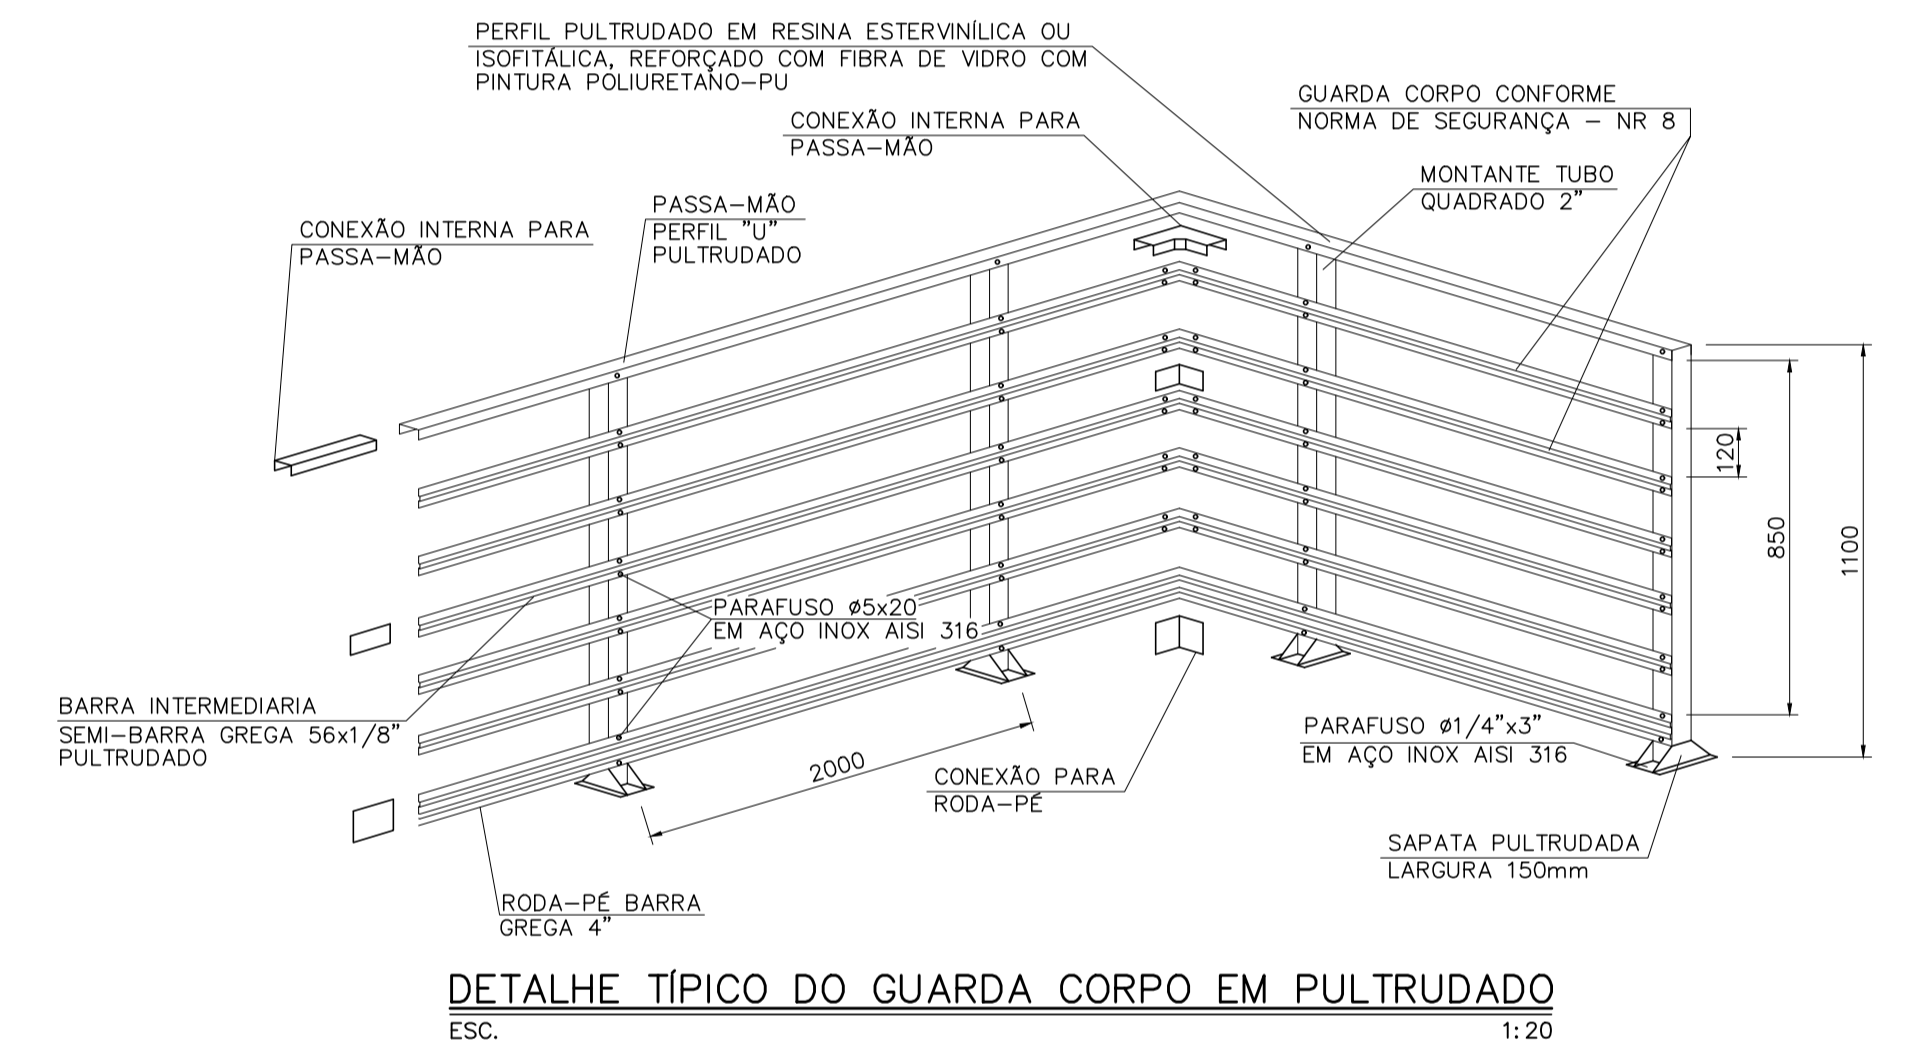 PERFIL PULTRUDADO EM RESINA ESTERVINÍLICA OU
ISOFITÁLICA, REFORÇADO COM FIBRA DE VIDRO COM
PINTURA POLIURETANO-PU
GUARDA CORPO CONFORME
NORMA DE SEGURANÇA - NR 8
CONEXÃO INTERNA PARA
PASSA-MÃO
MONTANTE TUBO
QUADRADO 2"
PASSA-MÃO
PERFIL "U"
PULTRUDADO
CONEXÃO INTERNA PARA
PASSA-MÃO
120
850
1100
PARAFUSO ø5x20
EM AÇO INOX AISI 316
BARRA INTERMEDIARIA
SEMI-BARRA GREGA 56x1/8"
PULTRUDADO
PARAFUSO ø1/4"x3"
EM AÇO INOX AISI 316
2000
CONEXÃO PARA
RODA-PÉ
SAPATA PULTRUDADA
LARGURA 150mm
RODA-PÉ BARRA
GREGA 4"
DETALHE TÍPICO DO GUARDA CORPO EM PULTRUDADO
ESC. 1:20